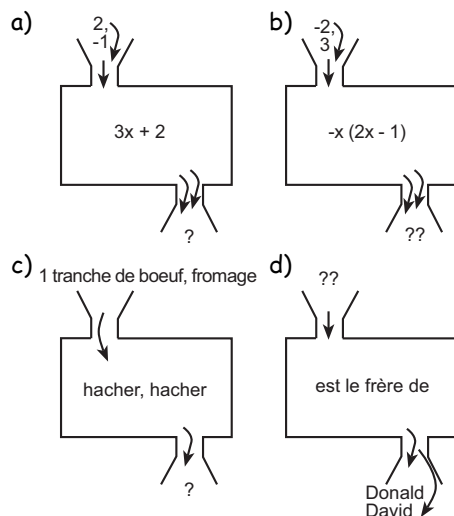 a)
2,
-1
3x + 2
?
b)
-2,
3
-x (2x - 1)
??
c)
1 tranche de boeuf, fromage
hacher, hacher
?
d)
??
est le frère de
Donald
David